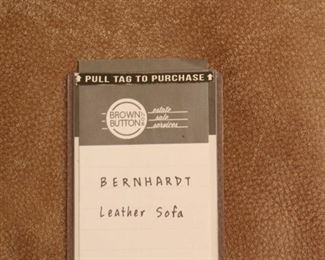 PULL TAG TO PURCHASE
BROWN
BUTTON
estate
sale
services
BERNHARDT
Leather Sofa